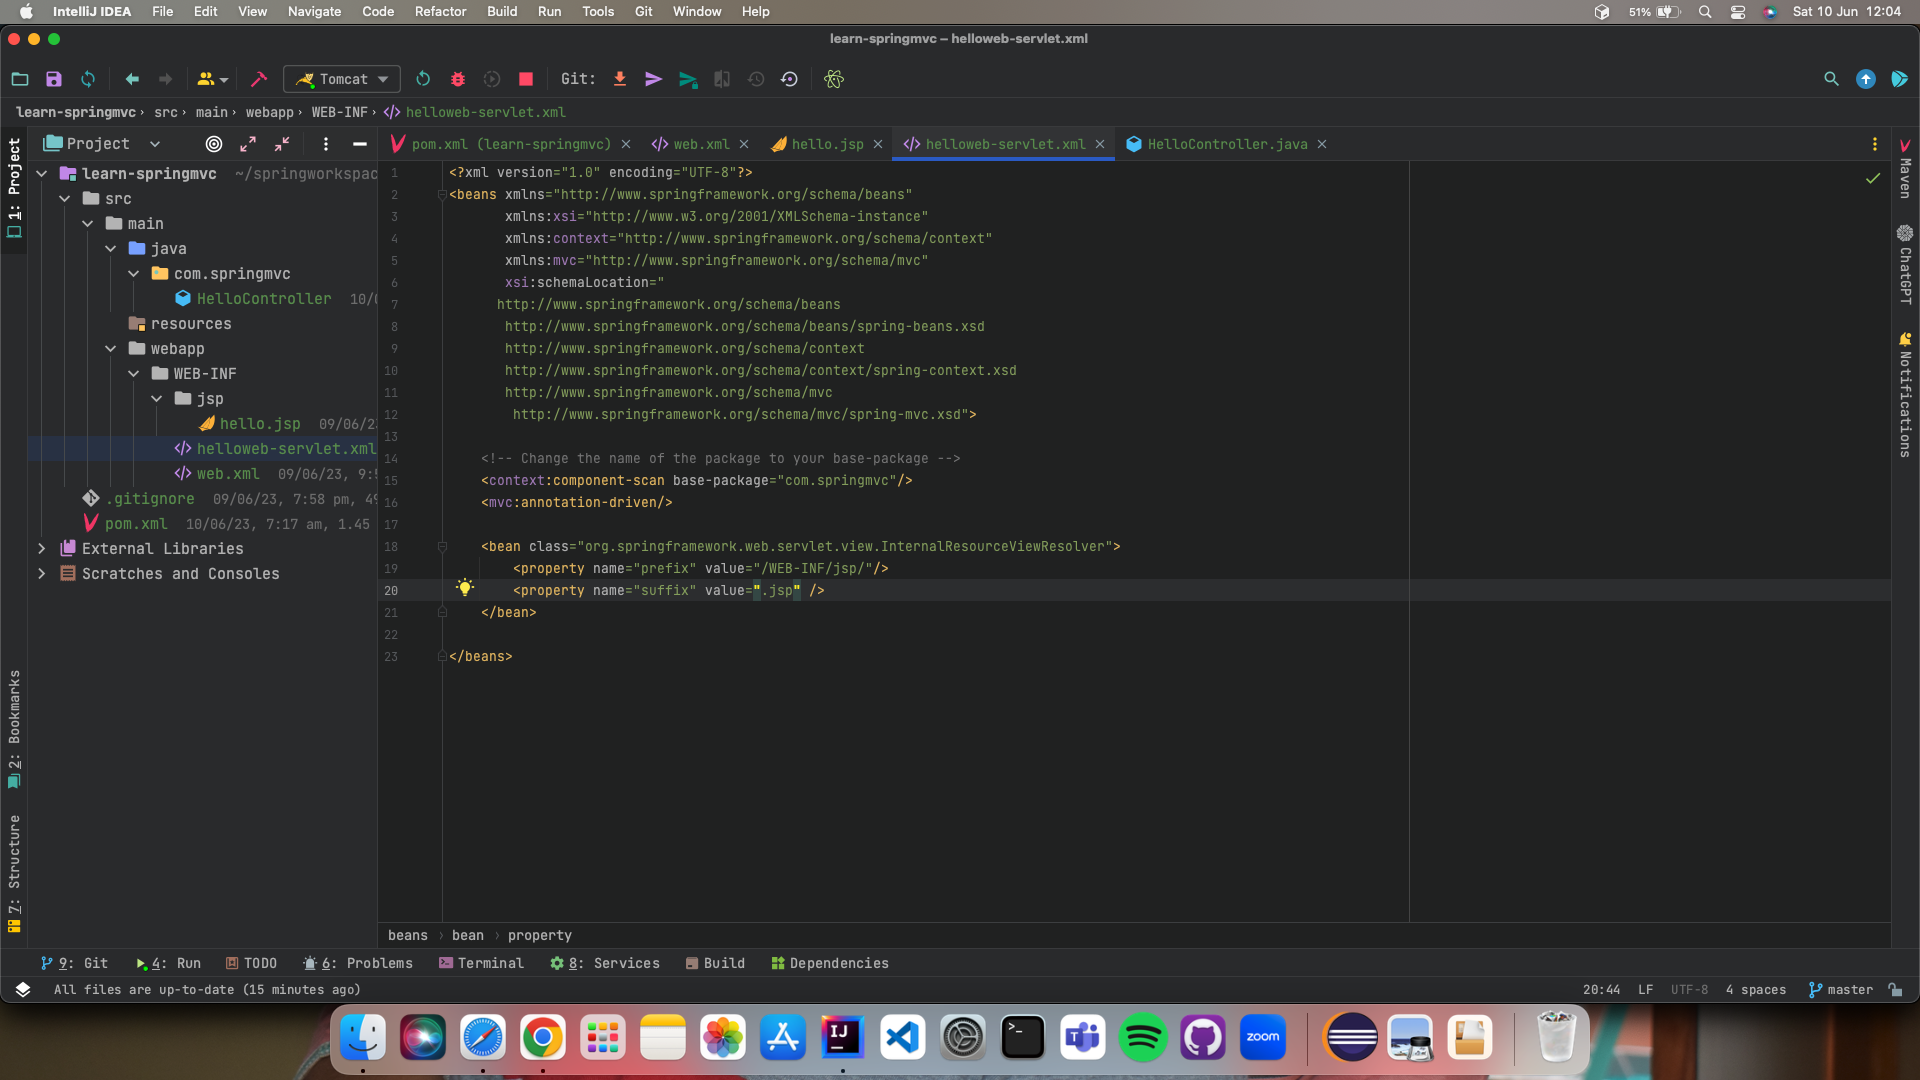 IntelliJ IDEA File Edit View Navigate Code Refactor Build Run Tools Git Window Help 51% Sat 10 Jun 12:04
learn-springmvc – helloweb-servlet.xml
Tomcat Git:
learn-springmvc › src › main › webapp › WEB-INF › helloweb-servlet.xml
Project
pom.xml (learn-springmvc) web.xml hello.jsp helloweb-servlet.xml HelloController.java
1: Project
2: Bookmarks
7: Structure
learn-springmvc ~/springworkspac
src
main
java
com.springmvc
HelloController 10/0
resources
webapp
WEB-INF
jsp
hello.jsp 09/06/23
helloweb-servlet.xml
web.xml 09/06/23, 9:5
.gitignore 09/06/23, 7:58 pm, 49
pom.xml 10/06/23, 7:17 am, 1.45
External Libraries
Scratches and Consoles
1 <?xml version="1.0" encoding="UTF-8"?>
2 <beans xmlns="http://www.springframework.org/schema/beans"
3 xmlns:xsi="http://www.w3.org/2001/XMLSchema-instance"
4 xmlns:context="http://www.springframework.org/schema/context"
5 xmlns:mvc="http://www.springframework.org/schema/mvc"
6 xsi:schemaLocation="
7 http://www.springframework.org/schema/beans
8 http://www.springframework.org/schema/beans/spring-beans.xsd
9 http://www.springframework.org/schema/context
10 http://www.springframework.org/schema/context/spring-context.xsd
11 http://www.springframework.org/schema/mvc
12 http://www.springframework.org/schema/mvc/spring-mvc.xsd">
13
14 <!-- Change the name of the package to your base-package -->
15 <context:component-scan base-package="com.springmvc"/>
16 <mvc:annotation-driven/>
17
18 <bean class="org.springframework.web.servlet.view.InternalResourceViewResolver">
19 <property name="prefix" value="/WEB-INF/jsp/"/>
20 <property name="suffix" value=".jsp" />
21 </bean>
22
23 </beans>
Maven
ChatGPT
Notifications
beans › bean › property
9: Git 4: Run TODO 6: Problems Terminal 8: Services Build Dependencies
All files are up-to-date (15 minutes ago) 20:44 LF UTF-8 4 spaces master
IJ
zoom